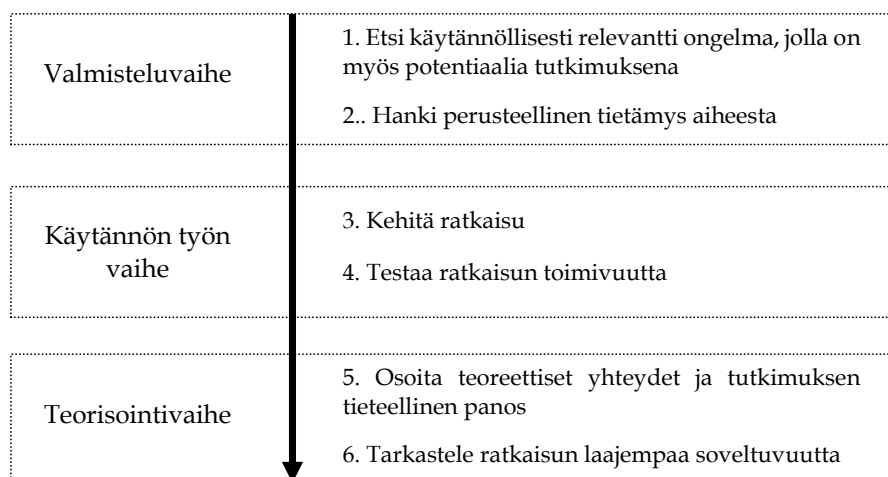 Valmisteluvaihe
1. Etsi käytännöllisesti relevantti ongelma, jolla on
myös potentiaalia tutkimuksena
2.. Hanki perusteellinen tietämys aiheesta
Käytännön työn
vaihe
3. Kehitä ratkaisu
4. Testaa ratkaisun toimivuutta
Teorisointivaihe
5. Osoita teoreettiset yhteydet ja tutkimuksen
tieteellinen panos
6. Tarkastele ratkaisun laajempaa soveltuvuutta